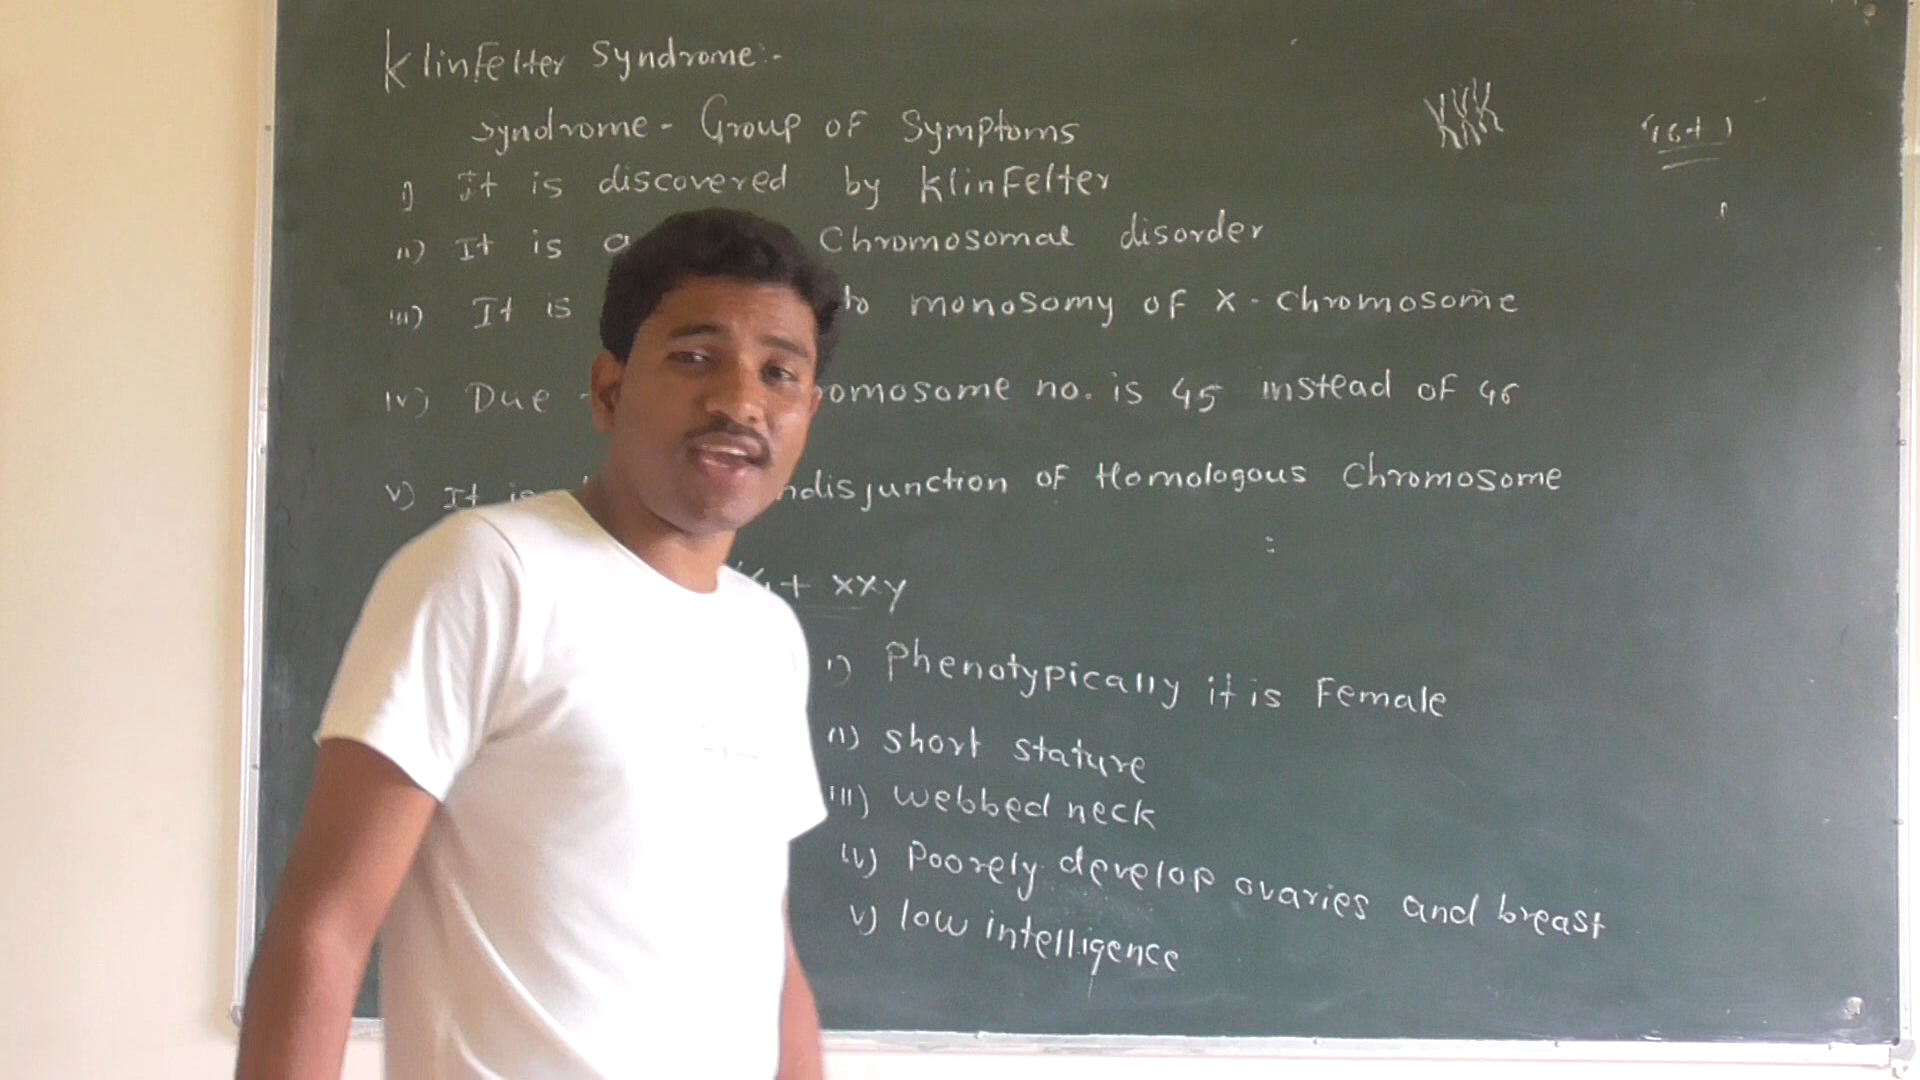 Klinfelter Syndrome:-
Syndrome - Group of Symptoms
i) It is discovered by Klinfelter
ii) It is a Chromosomal disorder
iii) It is to monosomy of X - Chromosome
iv) Due omosome no. is 45 instead of 46
v) It is ndisjunction of Homologous Chromosome
+ XXY
i) Phenotypically it is Female
ii) Short stature
iii) webbed neck
iv) Poorely develop ovaries and breast
v) low intelligence